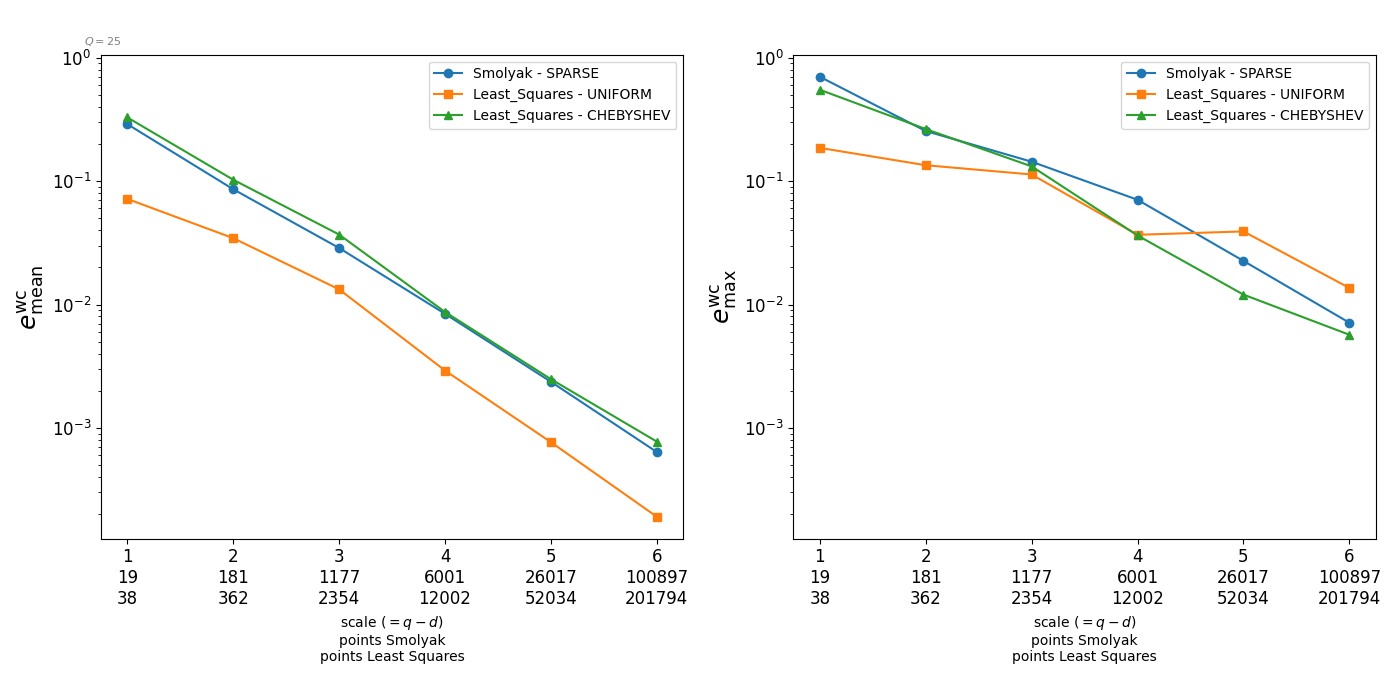 Q = 25
10^0
10^-1
10^-2
10^-3
e^wc_mean
Smolyak - SPARSE
Least_Squares - UNIFORM
Least_Squares - CHEBYSHEV
1 2 3 4 5 6
19 181 1177 6001 26017 100897
38 362 2354 12002 52034 201794
scale (= q − d)
points Smolyak
points Least Squares
10^0
10^-1
10^-2
10^-3
e^wc_max
Smolyak - SPARSE
Least_Squares - UNIFORM
Least_Squares - CHEBYSHEV
1 2 3 4 5 6
19 181 1177 6001 26017 100897
38 362 2354 12002 52034 201794
scale (= q − d)
points Smolyak
points Least Squares